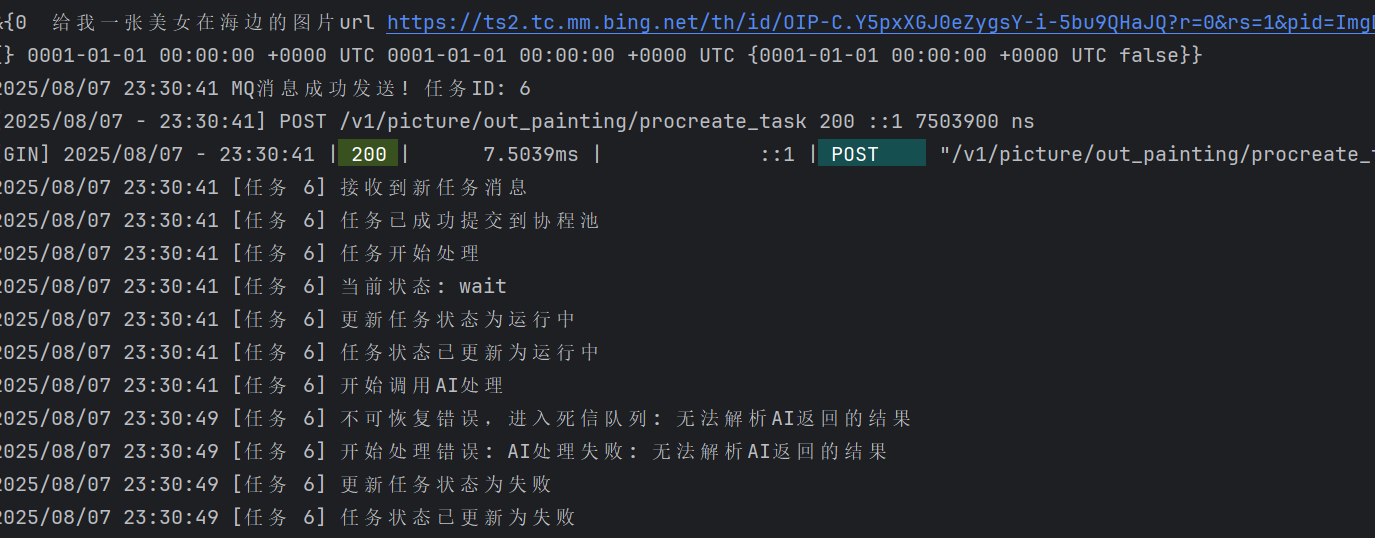 &{0  给我一张美女在海边的图片url https://ts2.tc.mm.bing.net/th/id/OIP-C.Y5pxXGJ0eZygsY-i-5bu9QHaJQ?r=0&rs=1&pid=Img
{} 0001-01-01 00:00:00 +0000 UTC 0001-01-01 00:00:00 +0000 UTC {0001-01-01 00:00:00 +0000 UTC false}}
2025/08/07 23:30:41 MQ消息成功发送! 任务ID: 6
[2025/08/07 - 23:30:41] POST /v1/picture/out_painting/procreate_task 200 ::1 7503900 ns
[GIN] 2025/08/07 - 23:30:41 | 200 |      7.5039ms |             ::1 | POST     "/v1/picture/out_painting/procreate_t
2025/08/07 23:30:41 [任务 6] 接收到新任务消息
2025/08/07 23:30:41 [任务 6] 任务已成功提交到协程池
2025/08/07 23:30:41 [任务 6] 任务开始处理
2025/08/07 23:30:41 [任务 6] 当前状态: wait
2025/08/07 23:30:41 [任务 6] 更新任务状态为运行中
2025/08/07 23:30:41 [任务 6] 任务状态已更新为运行中
2025/08/07 23:30:41 [任务 6] 开始调用AI处理
2025/08/07 23:30:49 [任务 6] 不可恢复错误，进入死信队列: 无法解析AI返回的结果
2025/08/07 23:30:49 [任务 6] 开始处理错误: AI处理失败: 无法解析AI返回的结果
2025/08/07 23:30:49 [任务 6] 更新任务状态为失败
2025/08/07 23:30:49 [任务 6] 任务状态已更新为失败